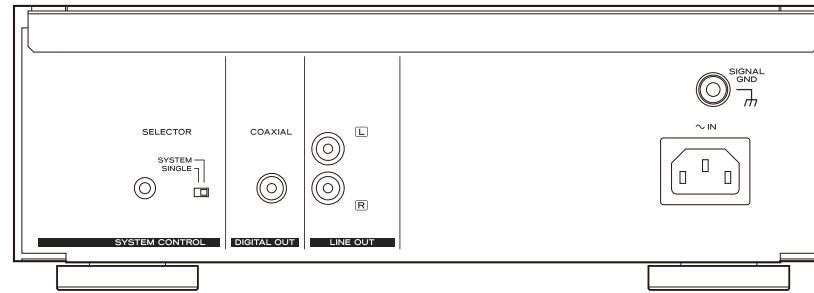 SIGNAL
GND
∼ IN
SELECTOR
COAXIAL
L
SYSTEM
SINGLE
R
SYSTEM CONTROL
DIGITAL OUT
LINE OUT